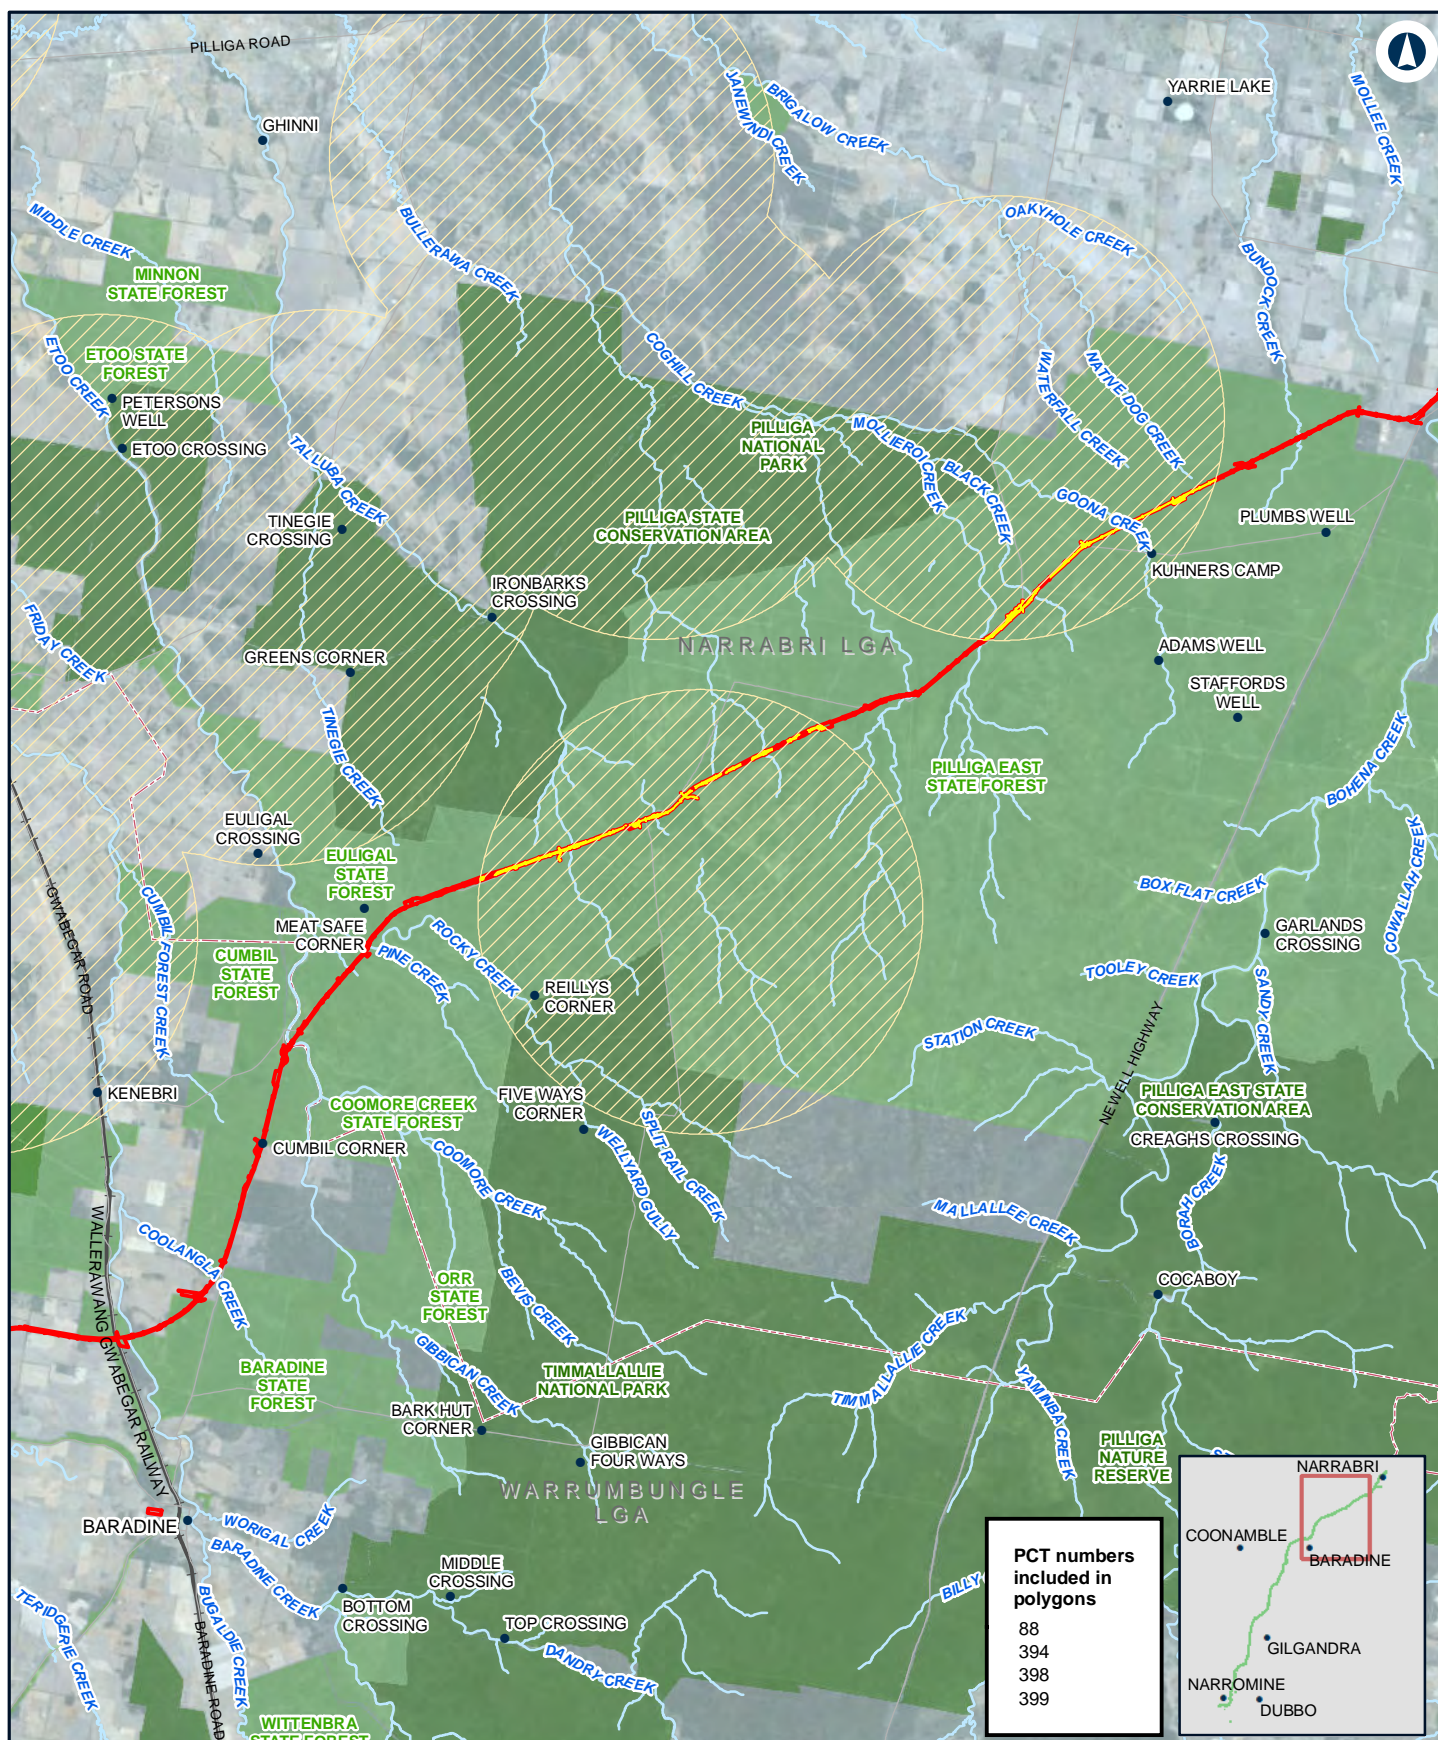 PILLIGA ROAD
YARRIE LAKE
GHINNI
JANEWINDI CREEK
BRIGALOW CREEK
MOLLEE CREEK
MIDDLE CREEK
BULLERAWA CREEK
OAKYHOLE CREEK
BUNDOCK CREEK
MINNON
STATE FOREST
ETOO STATE
FOREST
ETOO CREEK
PETERSONS
WELL
ETOO CROSSING
COGHILL CREEK
WATERFALL CREEK
NATIVE DOG CREEK
PILLIGA
NATIONAL
PARK
MOLLIEROI CREEK
BLACK CREEK
GOONA CREEK
TALLUBA CREEK
TINEGIE
CROSSING
PILLIGA STATE
CONSERVATION AREA
PLUMBS WELL
KUHNERS CAMP
IRONBARKS
CROSSING
FRIDAY CREEK
NARRABRI LGA
GREENS CORNER
ADAMS WELL
STAFFORDS
WELL
TINEGIE CREEK
PILLIGA EAST
STATE FOREST
BOHENA CREEK
EULIGAL
CROSSING
EULIGAL
STATE
FOREST
COWALLAH CREEK
BOX FLAT CREEK
GWABEGAR ROAD
CUMBIL FOREST CREEK
MEAT SAFE
CORNER
ROCKY CREEK
PINE CREEK
GARLANDS
CROSSING
CUMBIL
STATE
FOREST
TOOLEY CREEK
SANDY CREEK
REILLYS
CORNER
STATION CREEK
NEWELL HIGHWAY
KENEBRI
COOMORE CREEK
STATE FOREST
FIVE WAYS
CORNER
PILLIGA EAST STATE
CONSERVATION AREA
CREAGHS CROSSING
CUMBIL CORNER
COOMORE CREEK
WELLYARD GULLY
SPLIT RAIL CREEK
BORAH CREEK
MALLALLEE CREEK
WALLERAWANG GWABEGAR RAILWAY
COOLANGLA CREEK
ORR
STATE
FOREST
BEVIS CREEK
COCABOY
GIBBICAN CREEK
TIMMALLALLIE CREEK
BARADINE
STATE
FOREST
TIMMALLALLIE
NATIONAL PARK
YAMINBA CREEK
BARK HUT
CORNER
GIBBICAN
FOUR WAYS
PILLIGA
NATURE
RESERVE
WARRUMBUNGLE
LGA
BARADINE
WORIGAL CREEK
BARADINE CREEK
MIDDLE
CROSSING
BOTTOM
CROSSING
TOP CROSSING
DANDRY CREEK
BILLY
TERIDGERIE CREEK
BUGALDIE CREEK
BARADINE ROAD
WITTENBRA
STATE FOREST
PCT numbers
included in
polygons
88
394
398
399
NARRABRI
COONAMBLE
BARADINE
GILGANDRA
NARROMINE
DUBBO